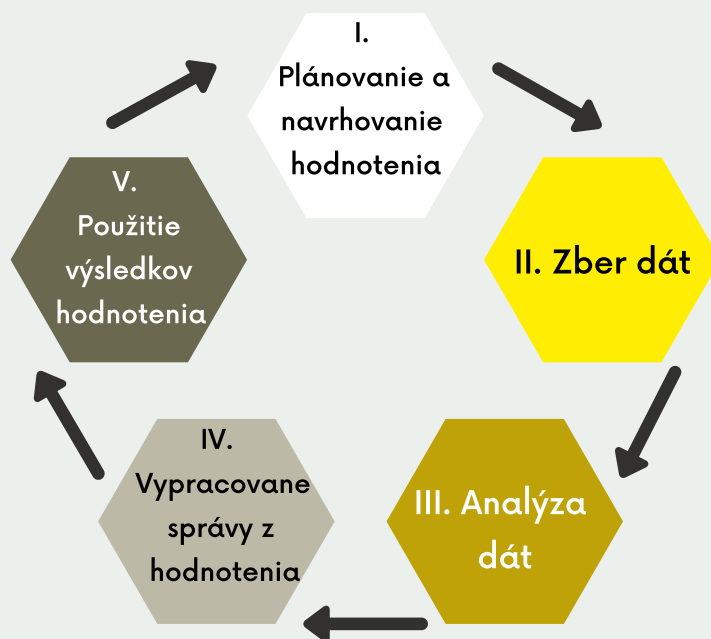 I.
Plánovanie a
navrhovanie
hodnotenia
II. Zber dát
III. Analýza
dát
IV.
Vypracovane
správy z
hodnotenia
V.
Použitie
výsledkov
hodnotenia